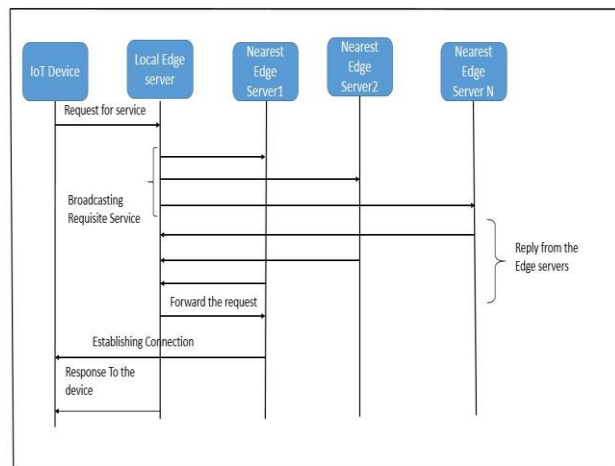 IoT Device
Local Edge
server
Nearest
Edge
Server1
Nearest
Edge
Server2
Nearest
Edge
Server N
Request for service
Broadcasting
Requisite Service
Reply from the
Edge servers
Forward the request
Establishing Connection
Response To the
device